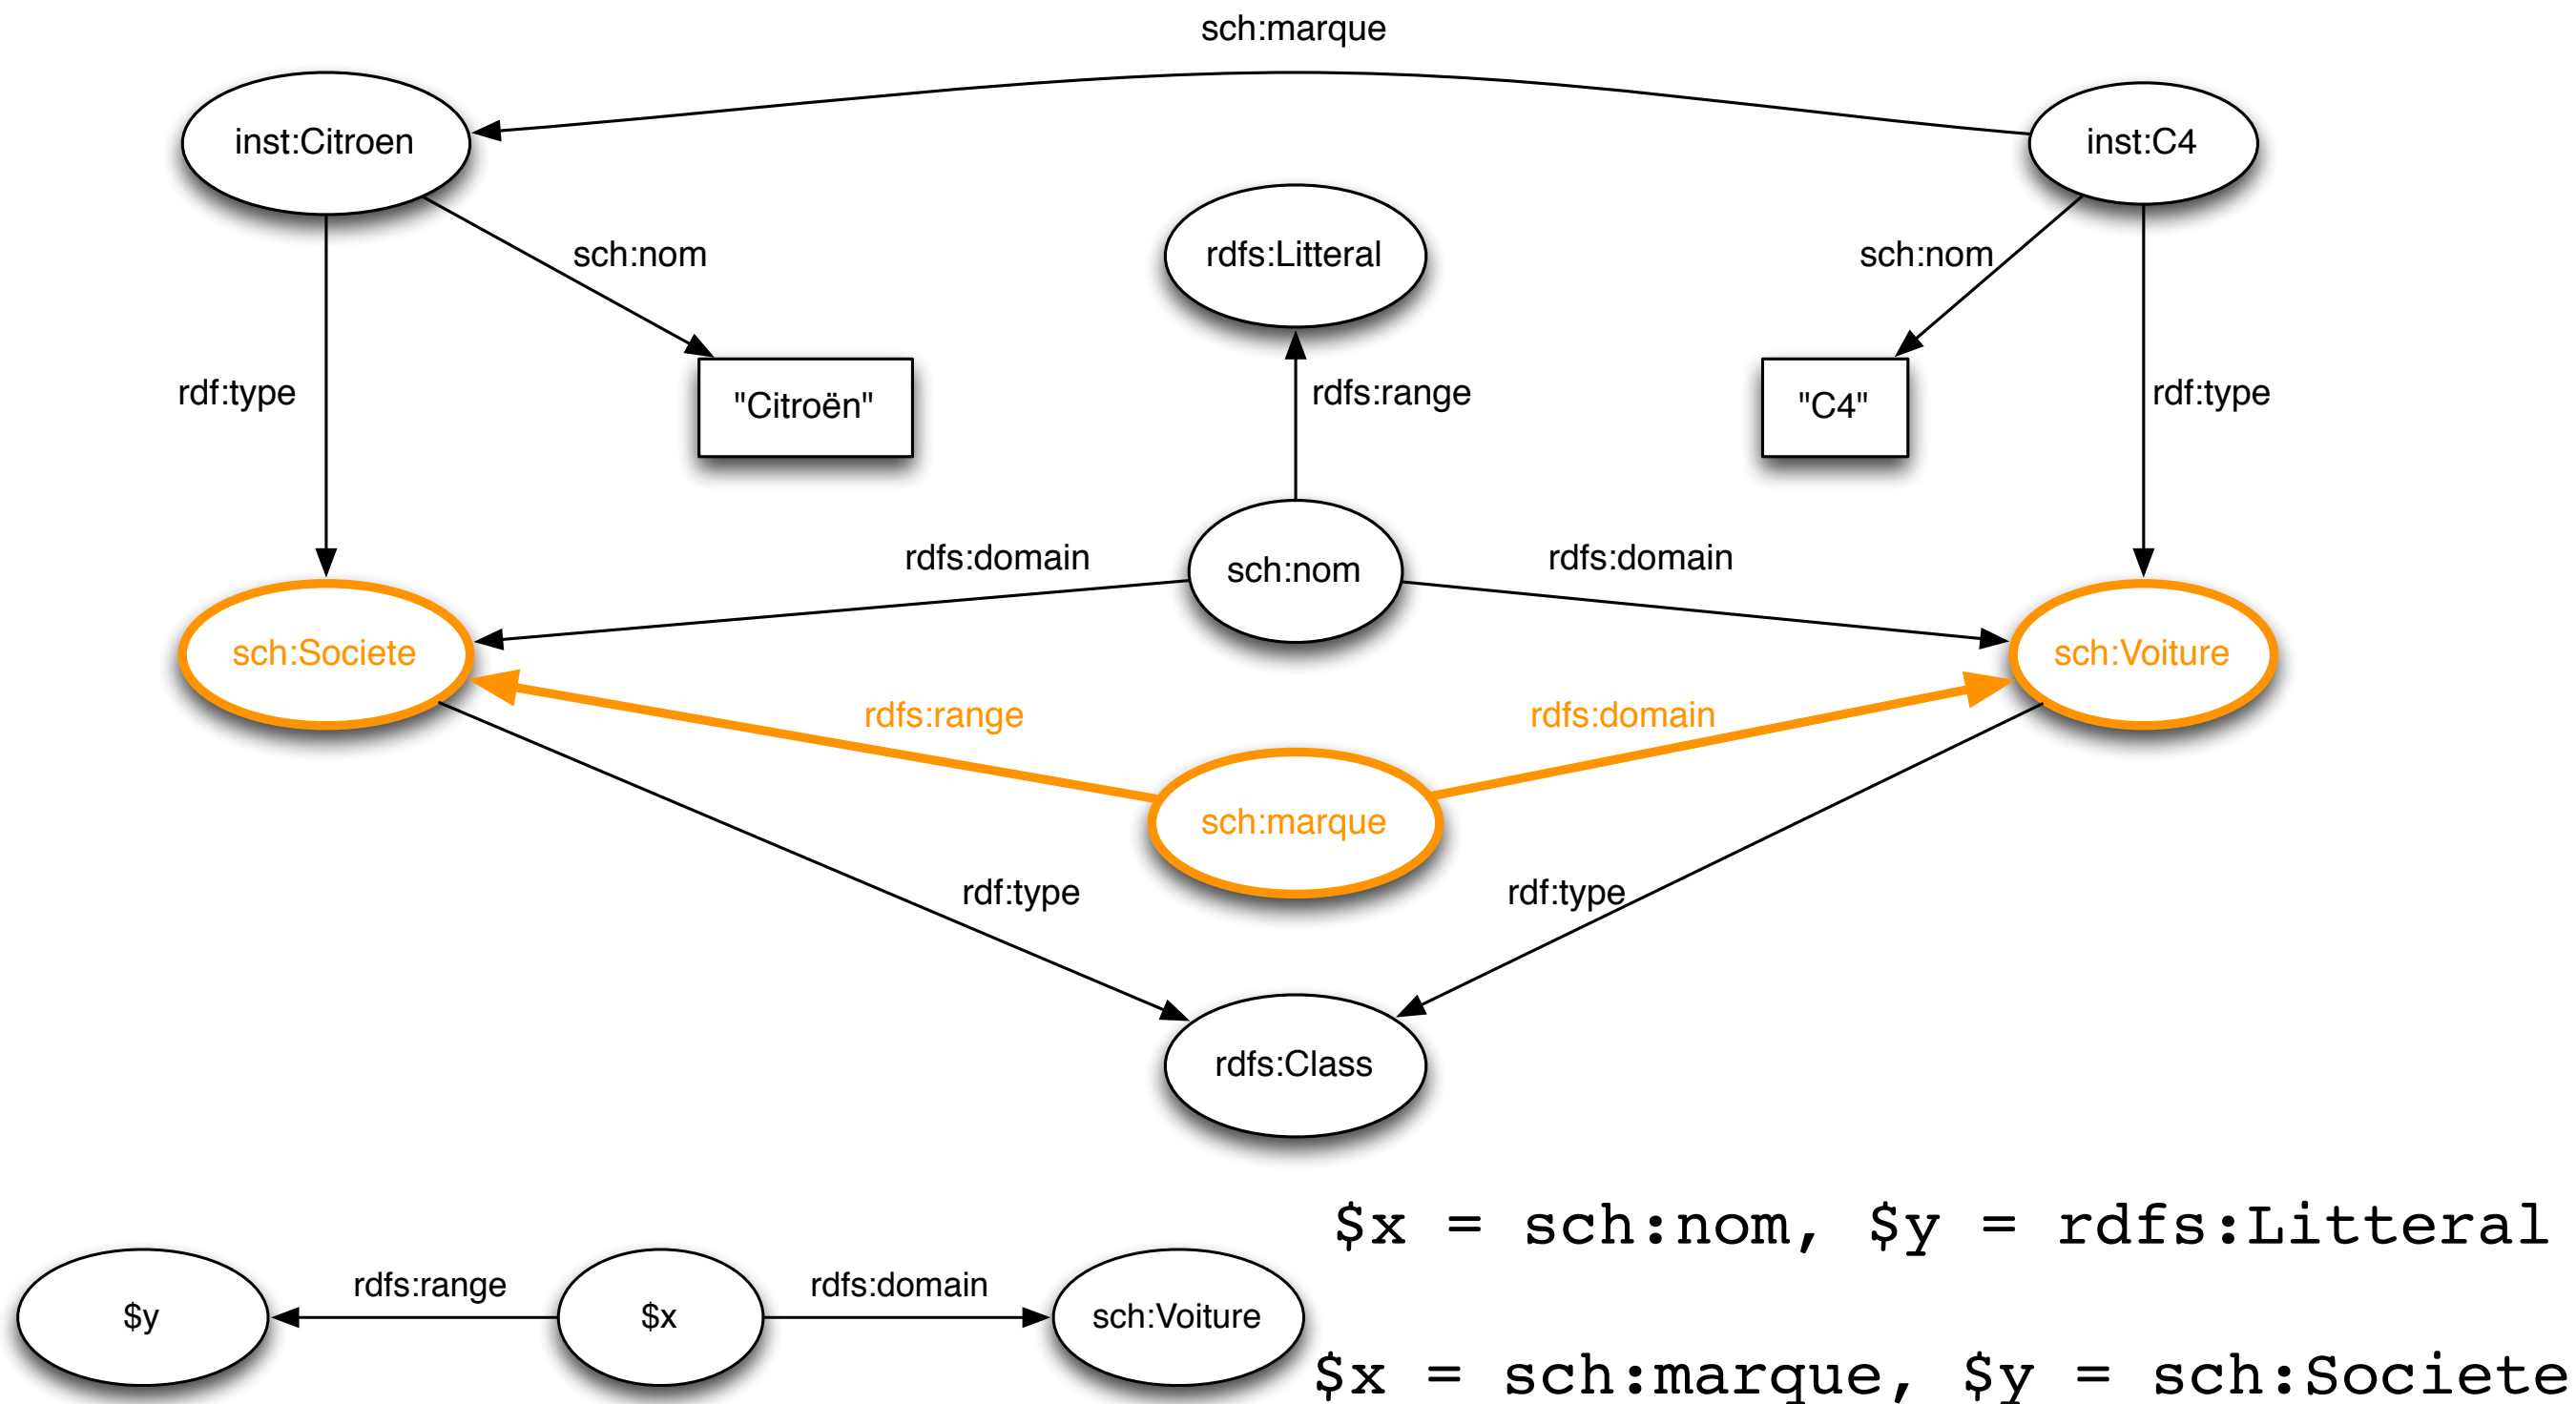 sch:marque
inst:Citroen
inst:C4
sch:nom
rdfs:Litteral
sch:nom
rdf:type
"Citroën"
rdfs:range
"C4"
rdf:type
rdfs:domain
sch:nom
rdfs:domain
sch:Societe
sch:Voiture
rdfs:range
rdfs:domain
sch:marque
rdf:type
rdf:type
rdfs:Class
$x = sch:nom, $y = rdfs:Litteral
rdfs:range
rdfs:domain
$y
$x
sch:Voiture
$x = sch:marque, $y = sch:Societe